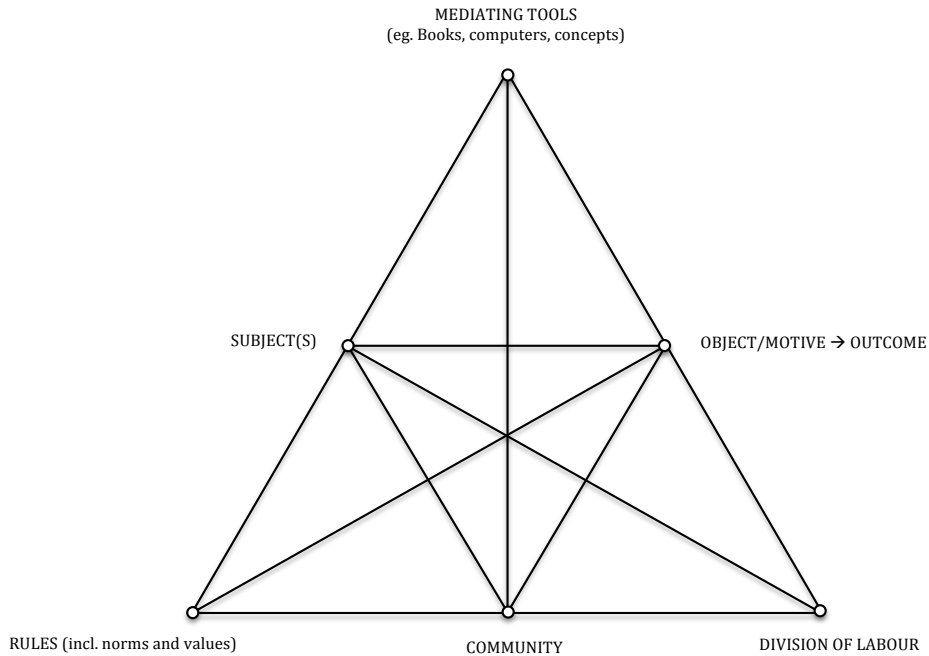 MEDIATING TOOLS
(eg. Books, computers, concepts)
SUBJECT(S)
OBJECT/MOTIVE → OUTCOME
RULES (incl. norms and values)
COMMUNITY
DIVISION OF LABOUR